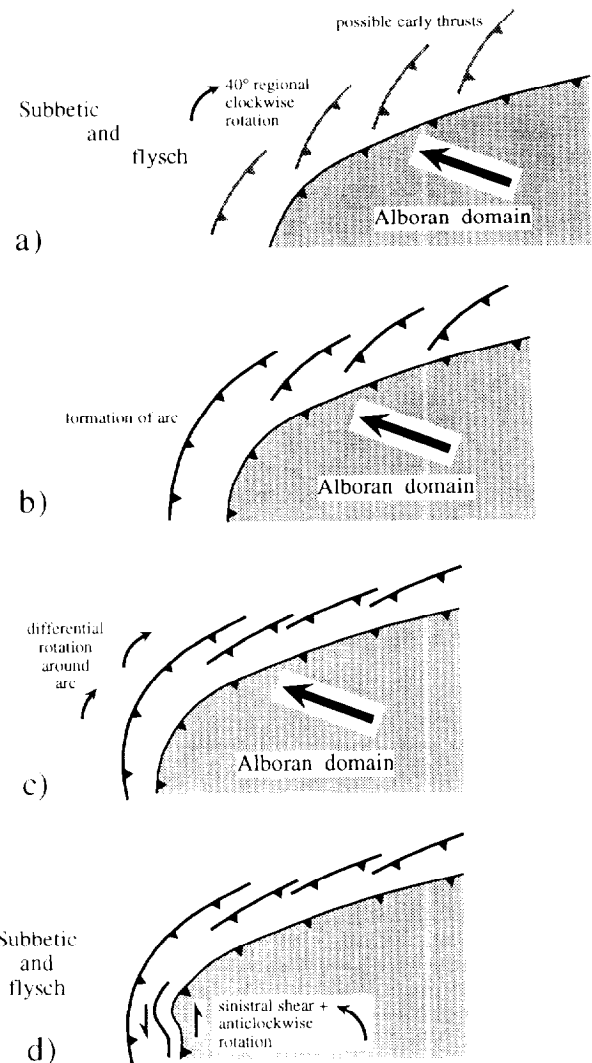 possible early thrusts
40° regional
clockwise
rotation
Subbetic
and
flysch
Alboran domain
a)
formation of arc
Alboran domain
b)
differential
rotation
around
arc
Alboran domain
c)
Subbetic
and
flysch
sinistral shear +
anticlockwise
rotation
d)